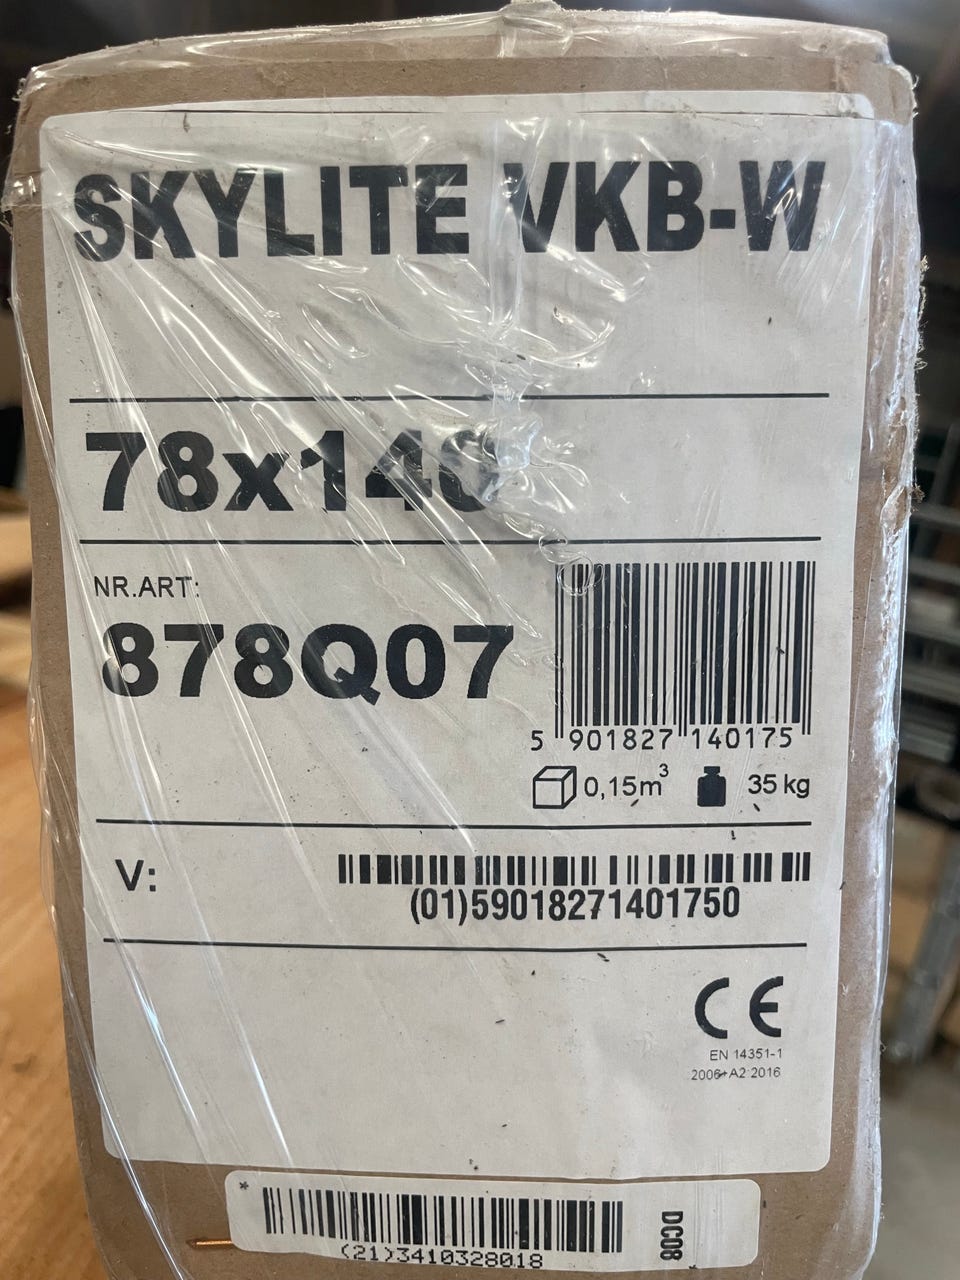 SKYLITE VKB-W
78x140
NR.ART:
878Q07
5 901827 140175
0,15m³
35 kg
V:
(01)59018271401750
CE
EN 14351-1
2006+A2:2016
* DC08
(21)3410328018 *